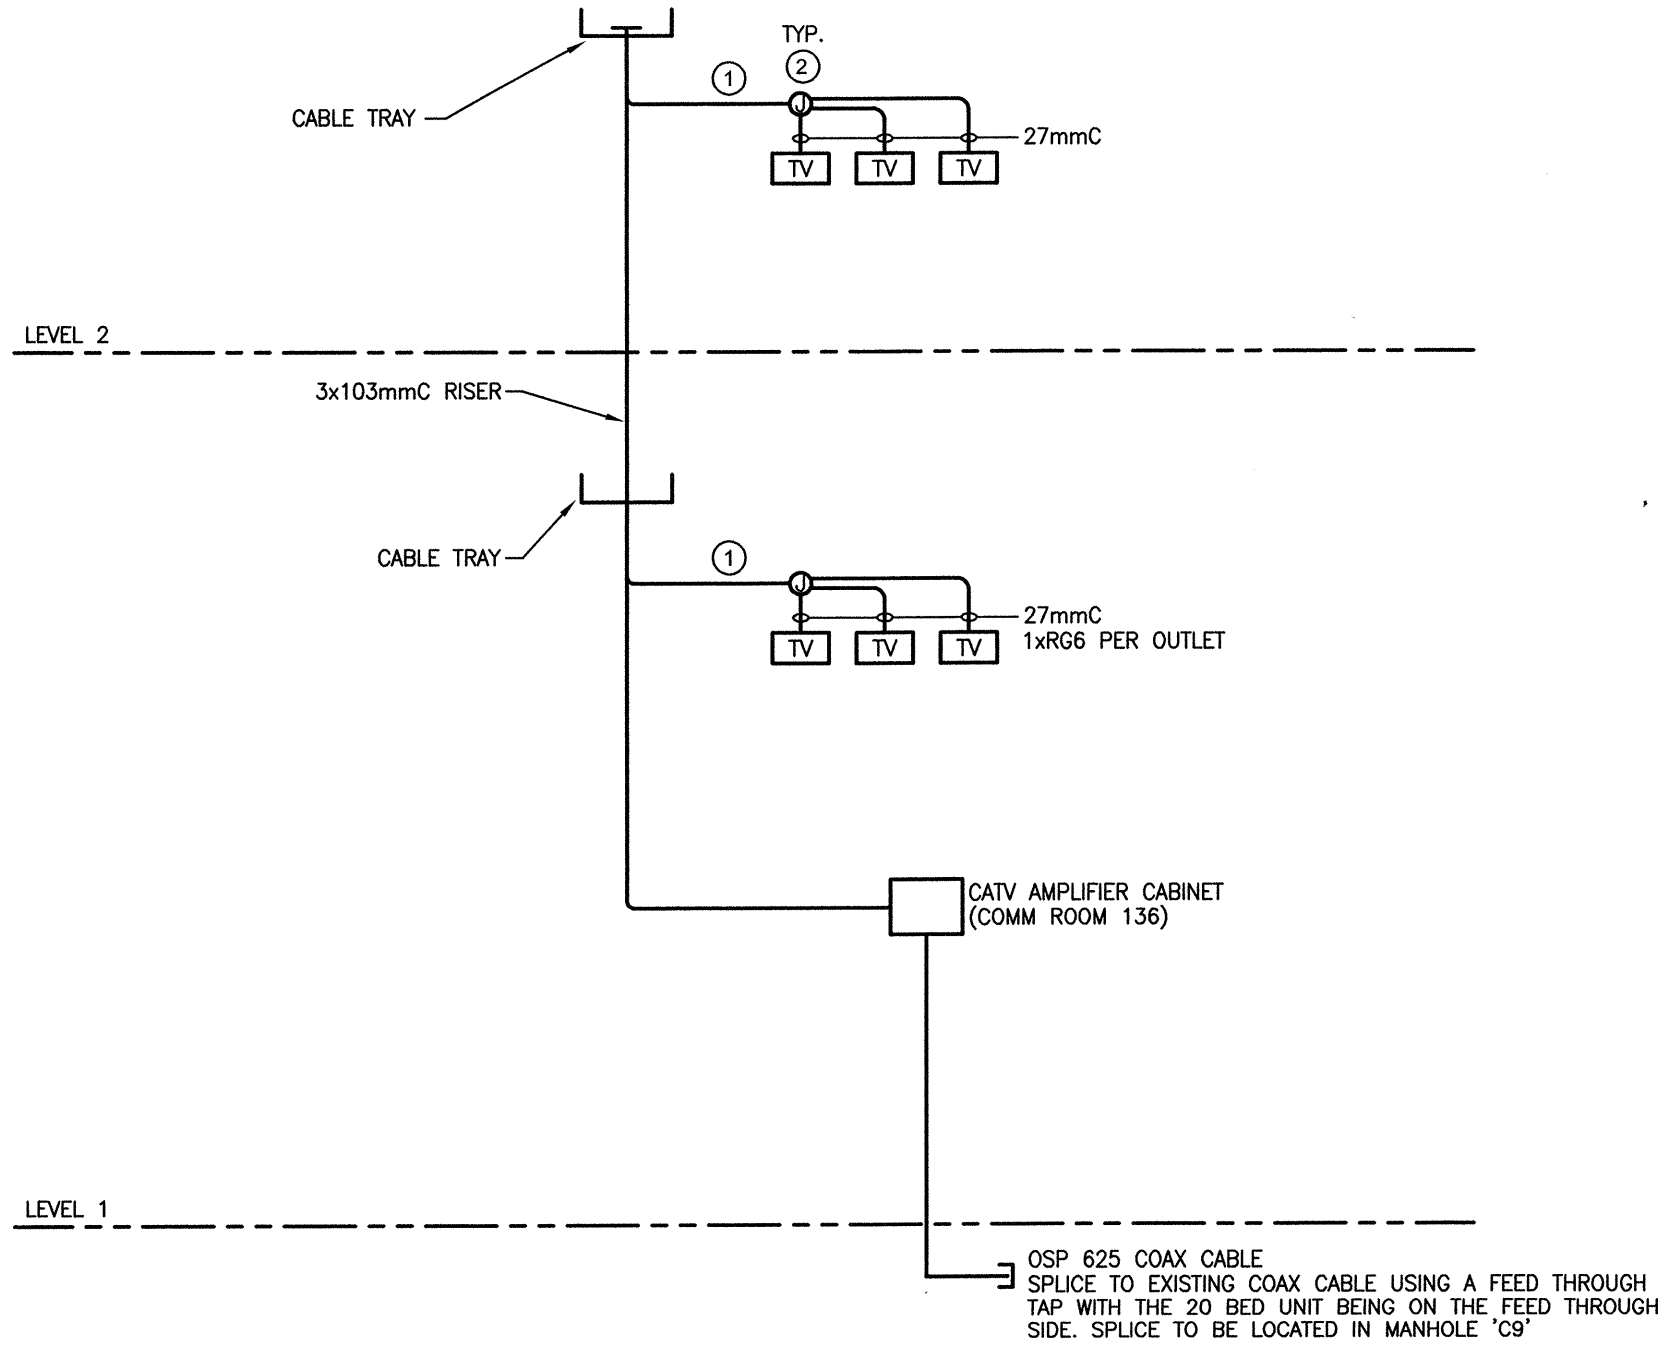 TYP.
1
2
CABLE TRAY
J
27mmC
TV TV TV
LEVEL 2
3x103mmC RISER
CABLE TRAY
1
J
27mmC
1xRG6 PER OUTLET
TV TV TV
CATV AMPLIFIER CABINET
(COMM ROOM 136)
LEVEL 1
OSP 625 COAX CABLE
SPLICE TO EXISTING COAX CABLE USING A FEED THROUGH
TAP WITH THE 20 BED UNIT BEING ON THE FEED THROUGH
SIDE. SPLICE TO BE LOCATED IN MANHOLE 'C9'